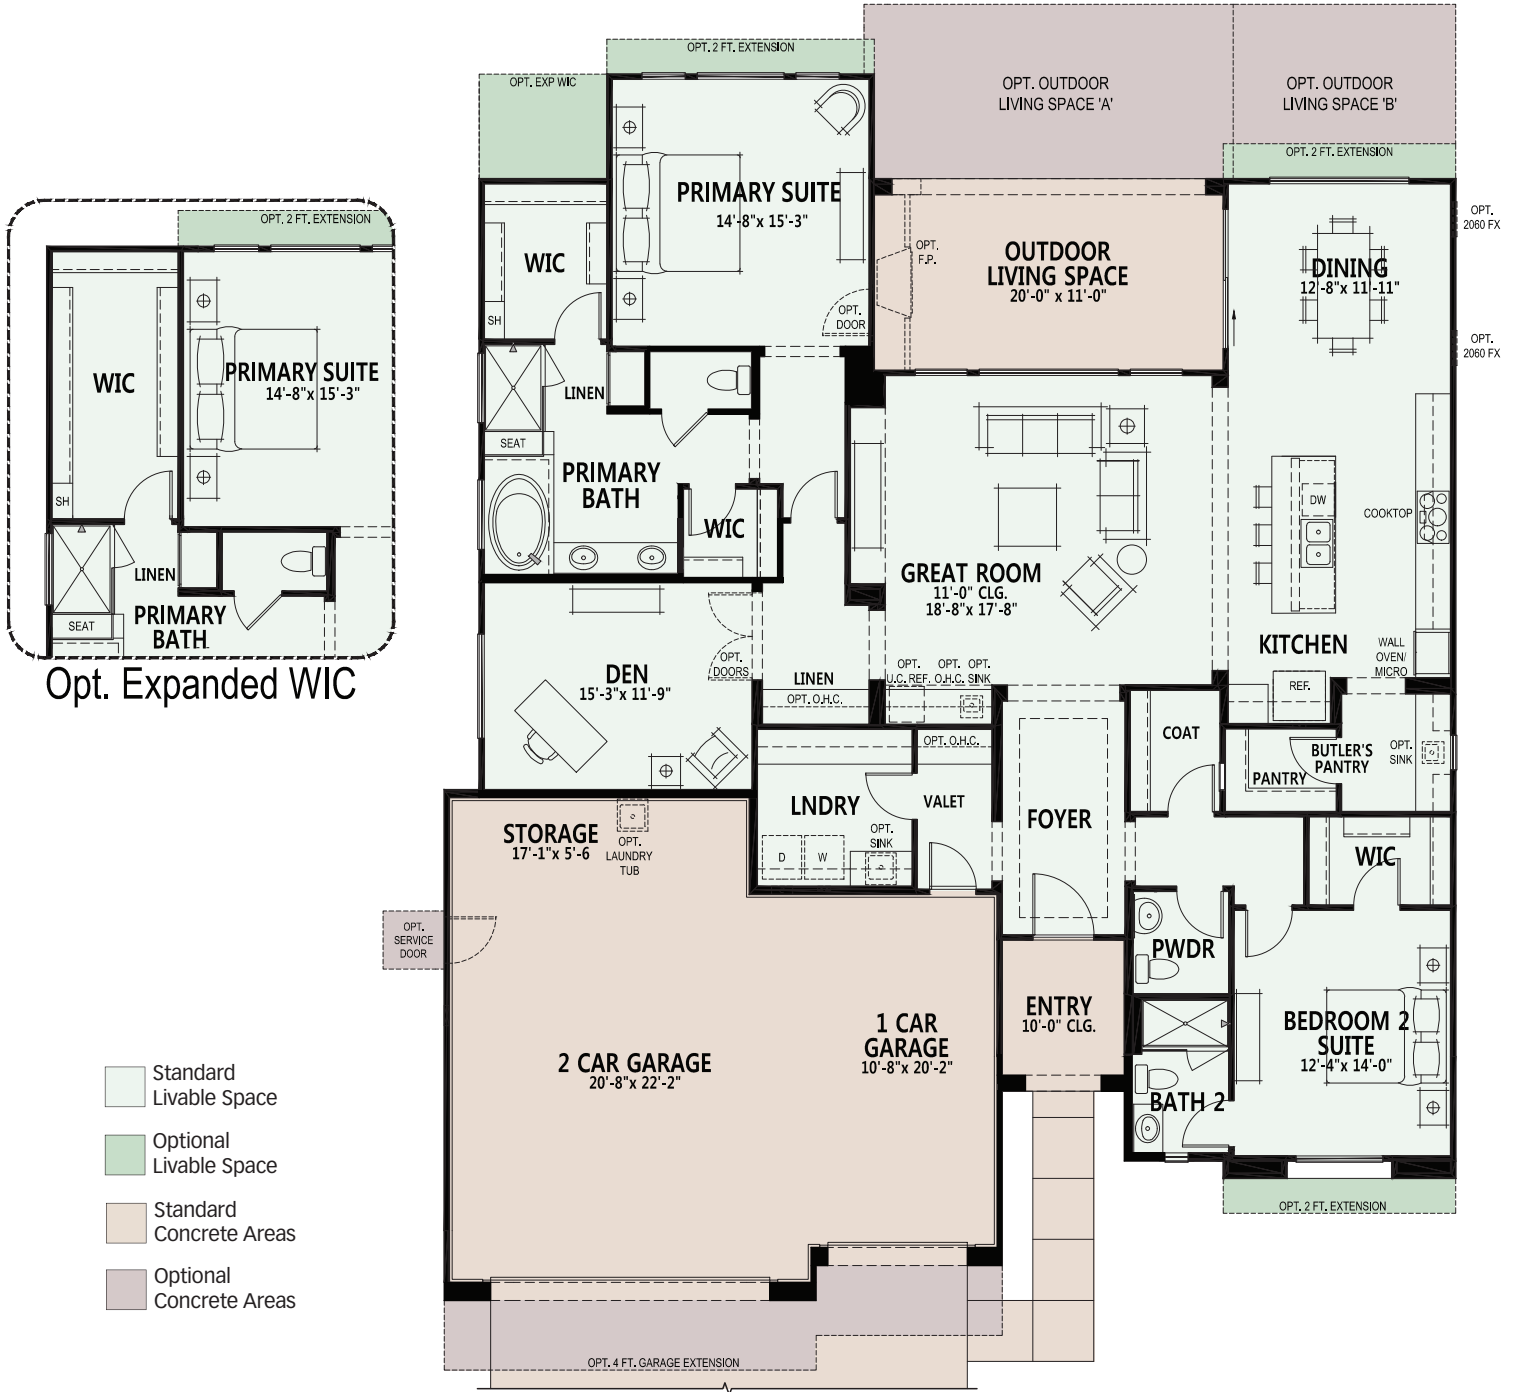 OPT. 2 FT. EXTENSION
OPT. EXP WIC
OPT. OUTDOOR
LIVING SPACE 'A'
OPT. OUTDOOR
LIVING SPACE 'B'
OPT. 2 FT. EXTENSION
PRIMARY SUITE
14'-8"x 15'-3"
WIC
SH
OPT.
DOOR
OPT.
F.P.
OUTDOOR
LIVING SPACE
20'-0" x 11'-0"
DINING
12'-8"x 11'-11"
OPT.
2060 FX
OPT.
2060 FX
OPT. 2 FT. EXTENSION
WIC
PRIMARY SUITE
14'-8"x 15'-3"
SH
LINEN
SEAT
PRIMARY
BATH
Opt. Expanded WIC
LINEN
SEAT
PRIMARY
BATH
WIC
GREAT ROOM
11'-0" CLG.
18'-8"x 17'-8"
DW
COOKTOP
KITCHEN
WALL
OVEN/
MICRO
REF.
DEN
15'-3"x 11'-9"
OPT.
DOORS
LINEN
OPT. O.H.C.
OPT.
U.C. REF.
OPT.
O.H.C.
OPT.
SINK
COAT
PANTRY
BUTLER'S
PANTRY
OPT.
SINK
LNDRY
D
W
OPT.
SINK
OPT. O.H.C.
VALET
FOYER
WIC
STORAGE
17'-1"x 5'-6
OPT.
LAUNDRY
TUB
OPT.
SERVICE
DOOR
PWDR
ENTRY
10'-0" CLG.
1 CAR
GARAGE
10'-8"x 20'-2"
2 CAR GARAGE
20'-8"x 22'-2"
BEDROOM 2
SUITE
12'-4"x 14'-0"
BATH 2
OPT. 2 FT. EXTENSION
OPT. 4 FT. GARAGE EXTENSION
Standard
Livable Space
Optional
Livable Space
Standard
Concrete Areas
Optional
Concrete Areas